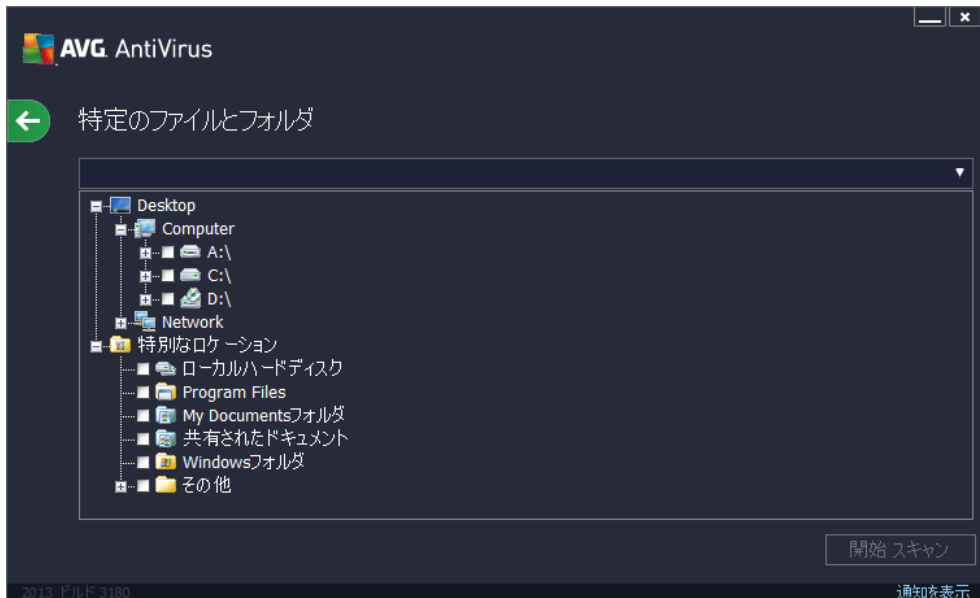 AVG. AntiVirus
特定のファイルとフォルダ
Desktop
Computer
A:\
C:\
D:\
Network
特別なロケーション
ローカルハードディスク
Program Files
My Documentsフォルダ
共有されたドキュメント
Windowsフォルダ
その他
開始 スキャン
2013 ビルド 3180
通知を表示